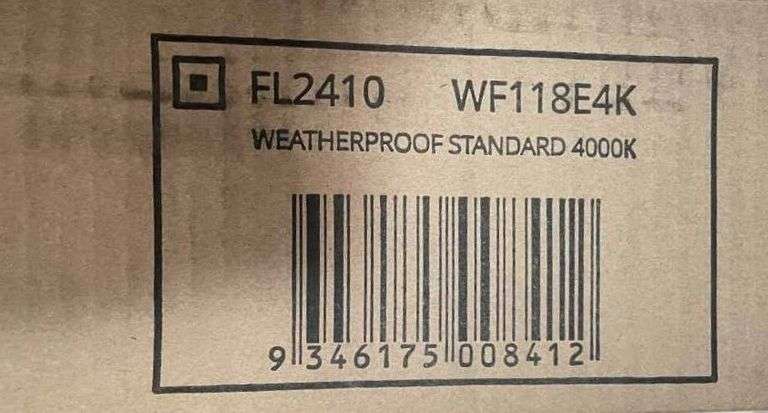 FL2410 WF118E4K
WEATHERPROOF STANDARD 4000K
9 346175 008412